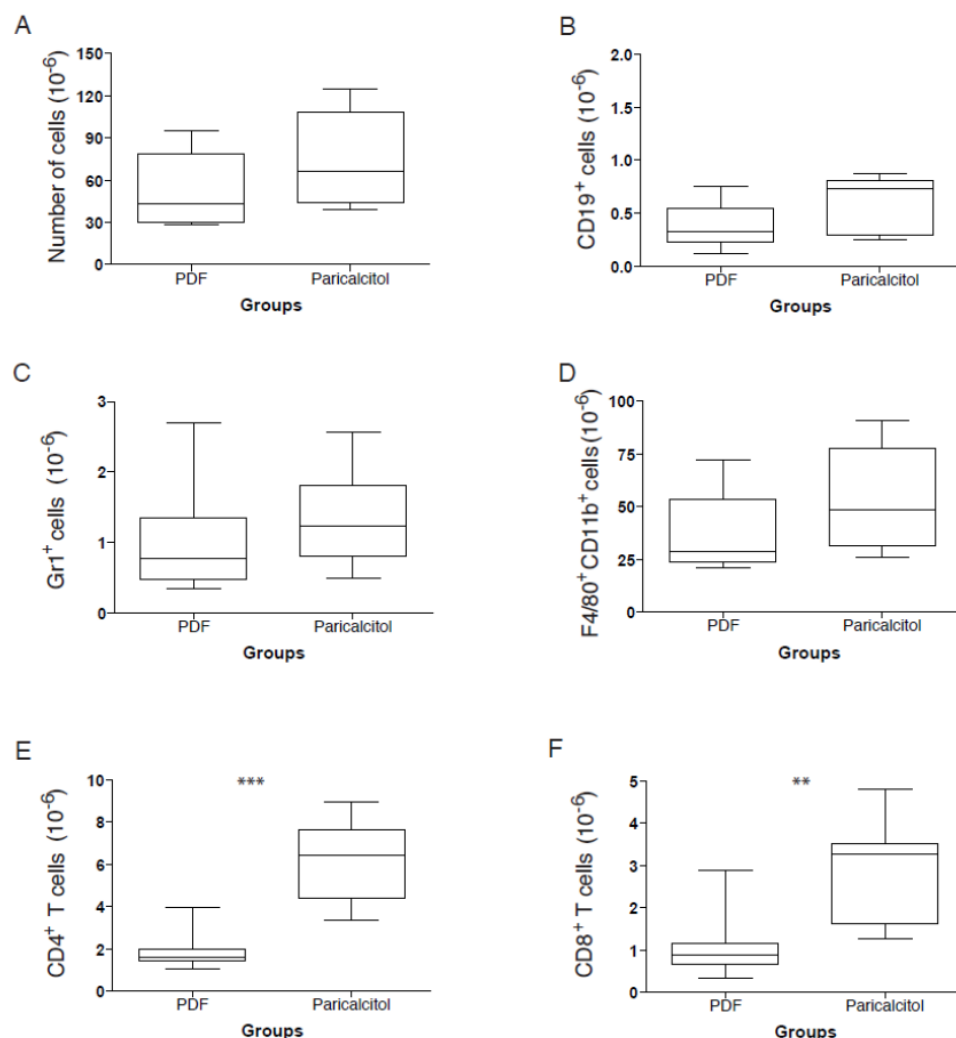 A
Number of cells (10⁻⁶)
150
120
90
60
30
0
PDF
Paricalcitol
Groups
B
CD19⁺ cells (10⁻⁶)
2.0
1.5
1.0
0.5
0.0
PDF
Paricalcitol
Groups
C
Gr1⁺ cells (10⁻⁶)
3
2
1
0
PDF
Paricalcitol
Groups
D
F4/80⁺ CD11b⁺ cells (10⁻⁶)
100
75
50
25
0
PDF
Paricalcitol
Groups
E
CD4⁺ T cells (10⁻⁶)
10
8
6
4
2
0
***
PDF
Paricalcitol
Groups
F
CD8⁺ T cells (10⁻⁶)
5
4
3
2
1
0
**
PDF
Paricalcitol
Groups